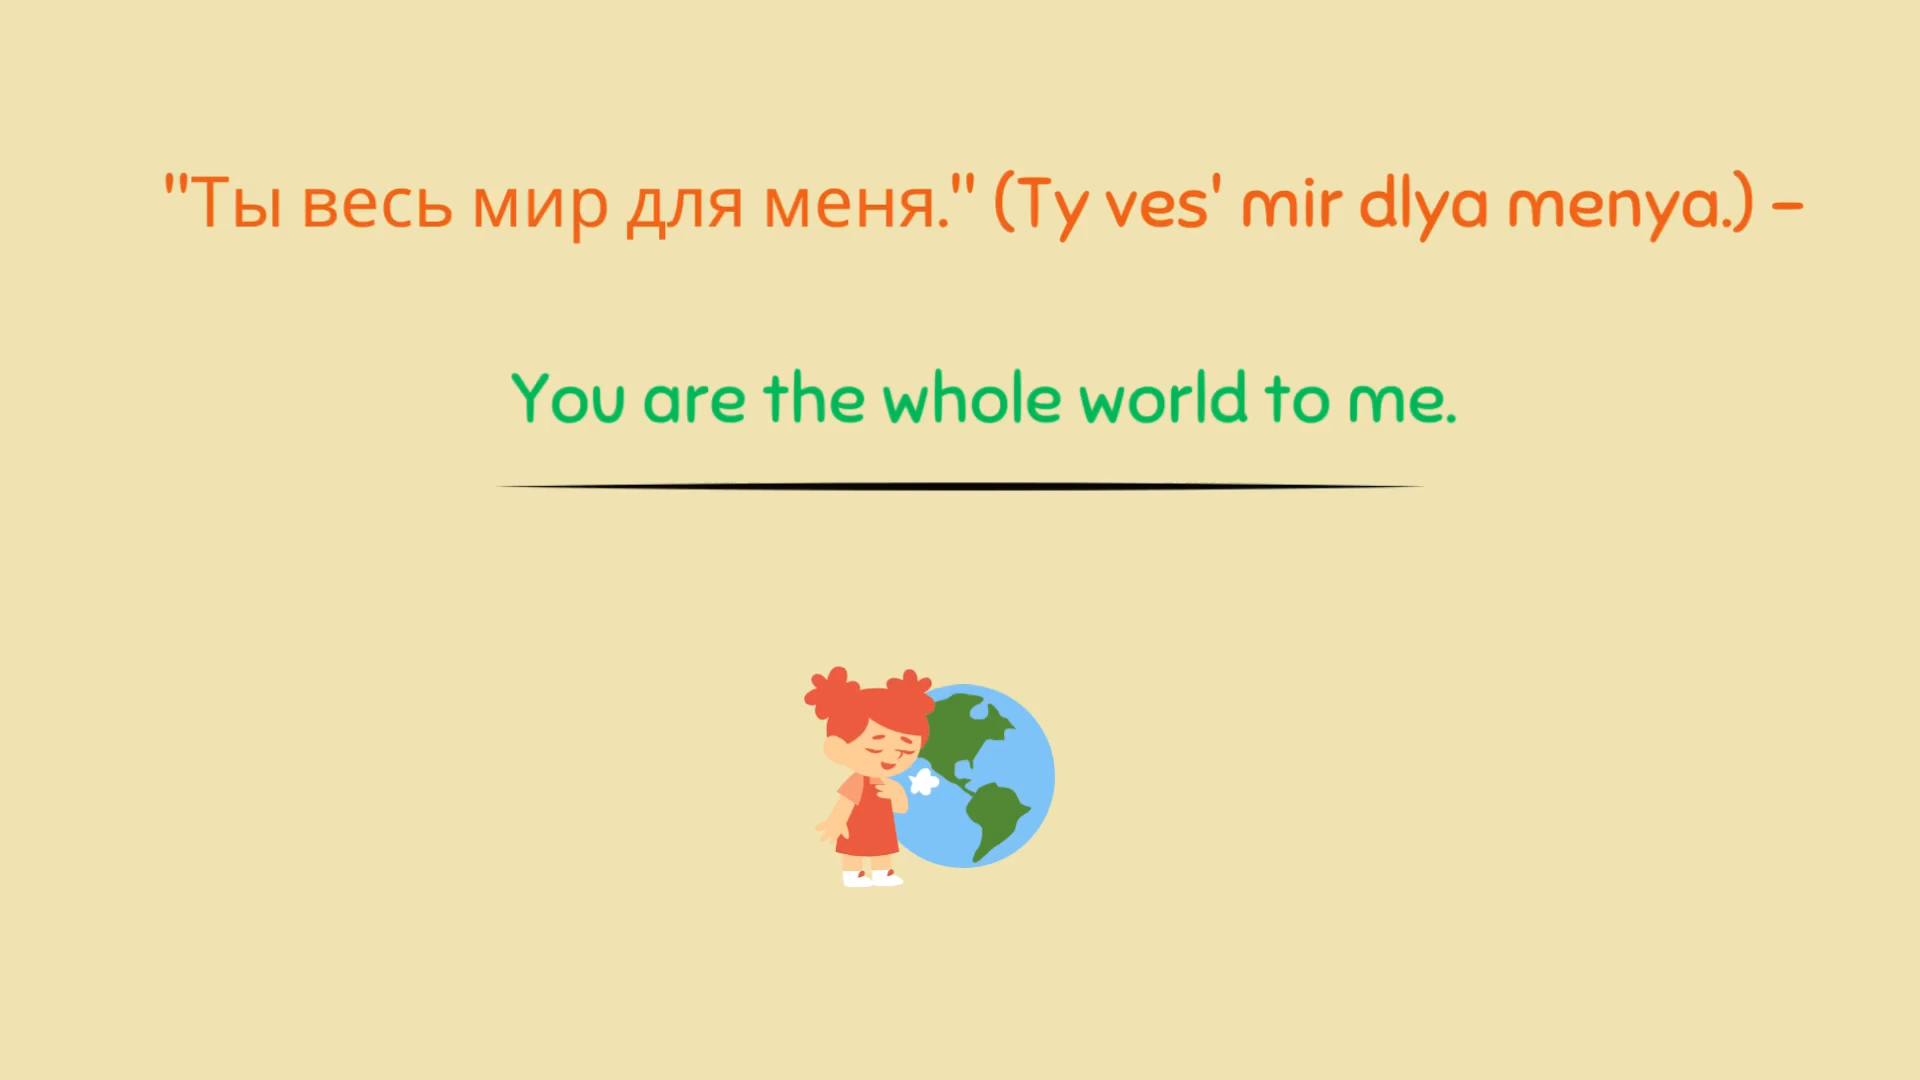 "Ты весь мир для меня." (Ty ves' mir dlya menya.) –
You are the whole world to me.